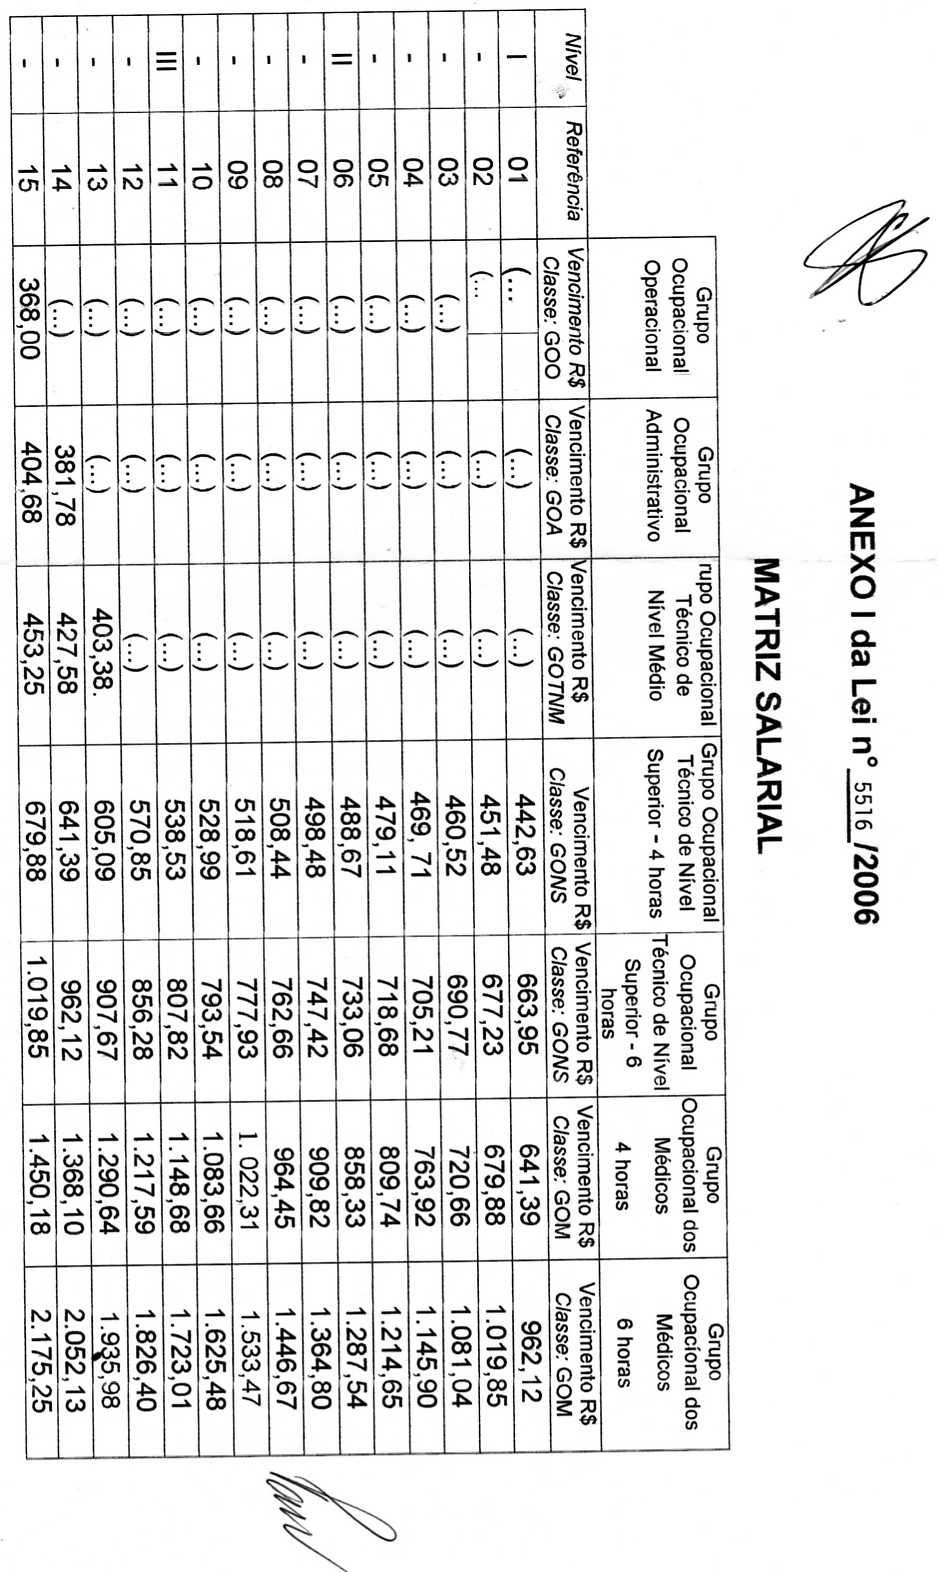 ANEXO I da Lei nº 5516 /2006
MATRIZ SALARIAL
Grupo Ocupacional Operacional
Grupo Ocupacional Administrativo
rupo Ocupacional Técnico de Nível Médio
Grupo Ocupacional Técnico de Nível Superior – 4 horas
Grupo Ocupacional Técnico de Nível Superior - 6 horas
Grupo Ocupacional dos Médicos 4 horas
Grupo Ocupacional dos Médicos 6 horas
Nível Referência Vencimento R$ Classe: GOO Vencimento R$ Classe: GOA Vencimento R$ Classe: GOTNM Vencimento R$ Classe: GONS Vencimento R$ Classe: GONS Vencimento R$ Classe: GOM Vencimento R$ Classe: GOM
I 01 (... (...) (...) 442,63 663,95 641,39 962,12
- 02 (... (...) (...) 451,48 677,23 679,88 1.019,85
- 03 (...) (...) (...) 460,52 690,77 720,66 1.081,04
- 04 (...) (...) (...) 469, 71 705,21 763,92 1.145,90
- 05 (...) (...) (...) 479,11 718,68 809,74 1.214,65
II 06 (...) (...) (...) 488,67 733,06 858,33 1.287,54
- 07 (...) (...) (...) 498,48 747,42 909,82 1.364,80
- 08 (...) (...) (...) 508,44 762,66 964,45 1.446,67
- 09 (...) (...) (...) 518,61 777,93 1. 022,31 1.533,47
- 10 (...) (...) (...) 528,99 793,54 1.083,66 1.625,48
III 11 (...) (...) (...) 538,53 807,82 1.148,68 1.723,01
- 12 (...) (...) (...) 570,85 856,28 1.217,59 1.826,40
- 13 (...) (...) 403,38. 605,09 907,67 1.290,64 1.935,98
- 14 (...) 381,78 427,58 641,39 962,12 1.368,10 2.052,13
- 15 368,00 404,68 453,25 679,88 1.019,85 1.450,18 2.175,25